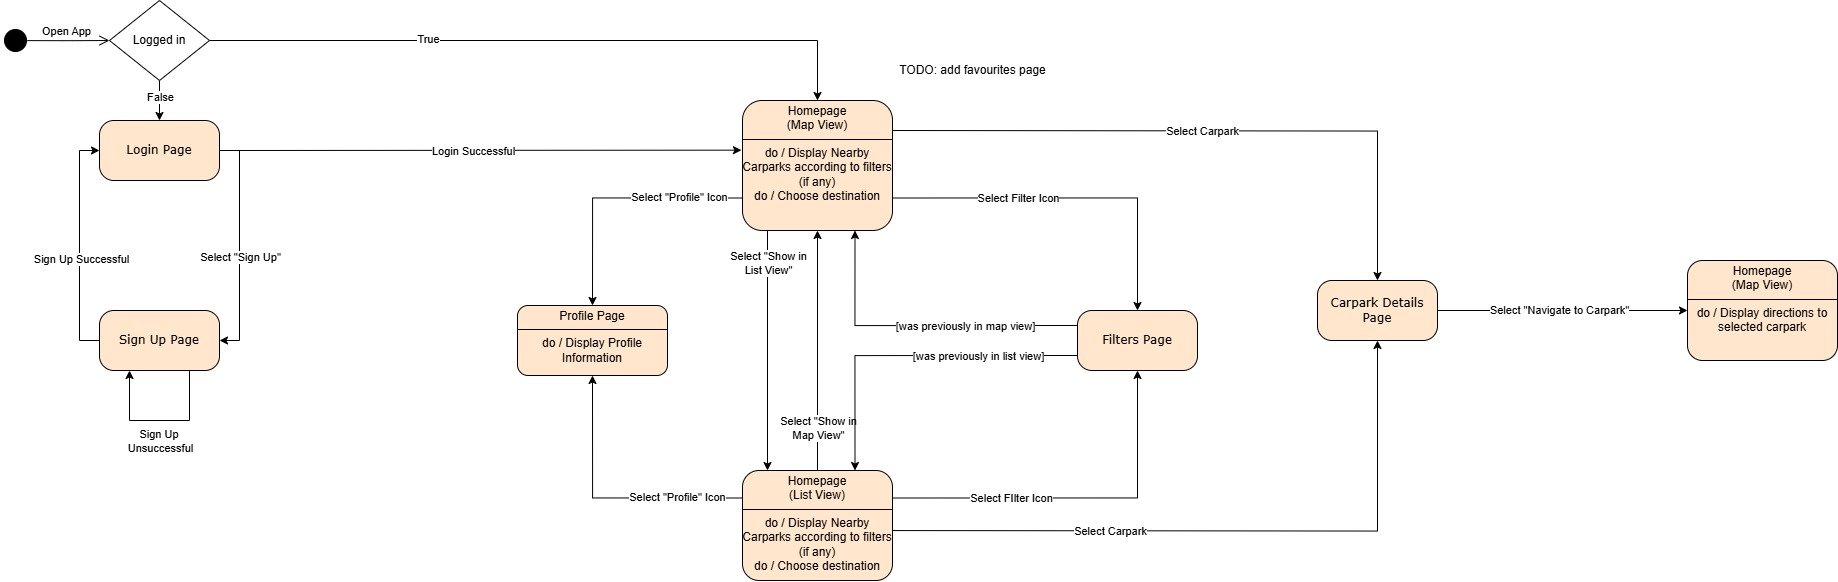 Open App
Logged in
True
False
TODO: add favourites page
Login Page
Login Successful
Homepage
(Map View)
do / Display Nearby
Carparks according to filters
(if any)
do / Choose destination
Select Carpark
Select "Profile" Icon
Select Filter Icon
Sign Up Successful
Select "Sign Up"
Select "Show in
List View"
Sign Up Page
Sign Up
Unsuccessful
Profile Page
do / Display Profile
Information
[was previously in map view]
[was previously in list view]
Filters Page
Carpark Details
Page
Select "Navigate to Carpark"
Homepage
(Map View)
do / Display directions to
selected carpark
Select "Show in
Map View"
Homepage
(List View)
do / Display Nearby
Carparks according to filters
(if any)
do / Choose destination
Select "Profile" Icon
Select FIlter Icon
Select Carpark